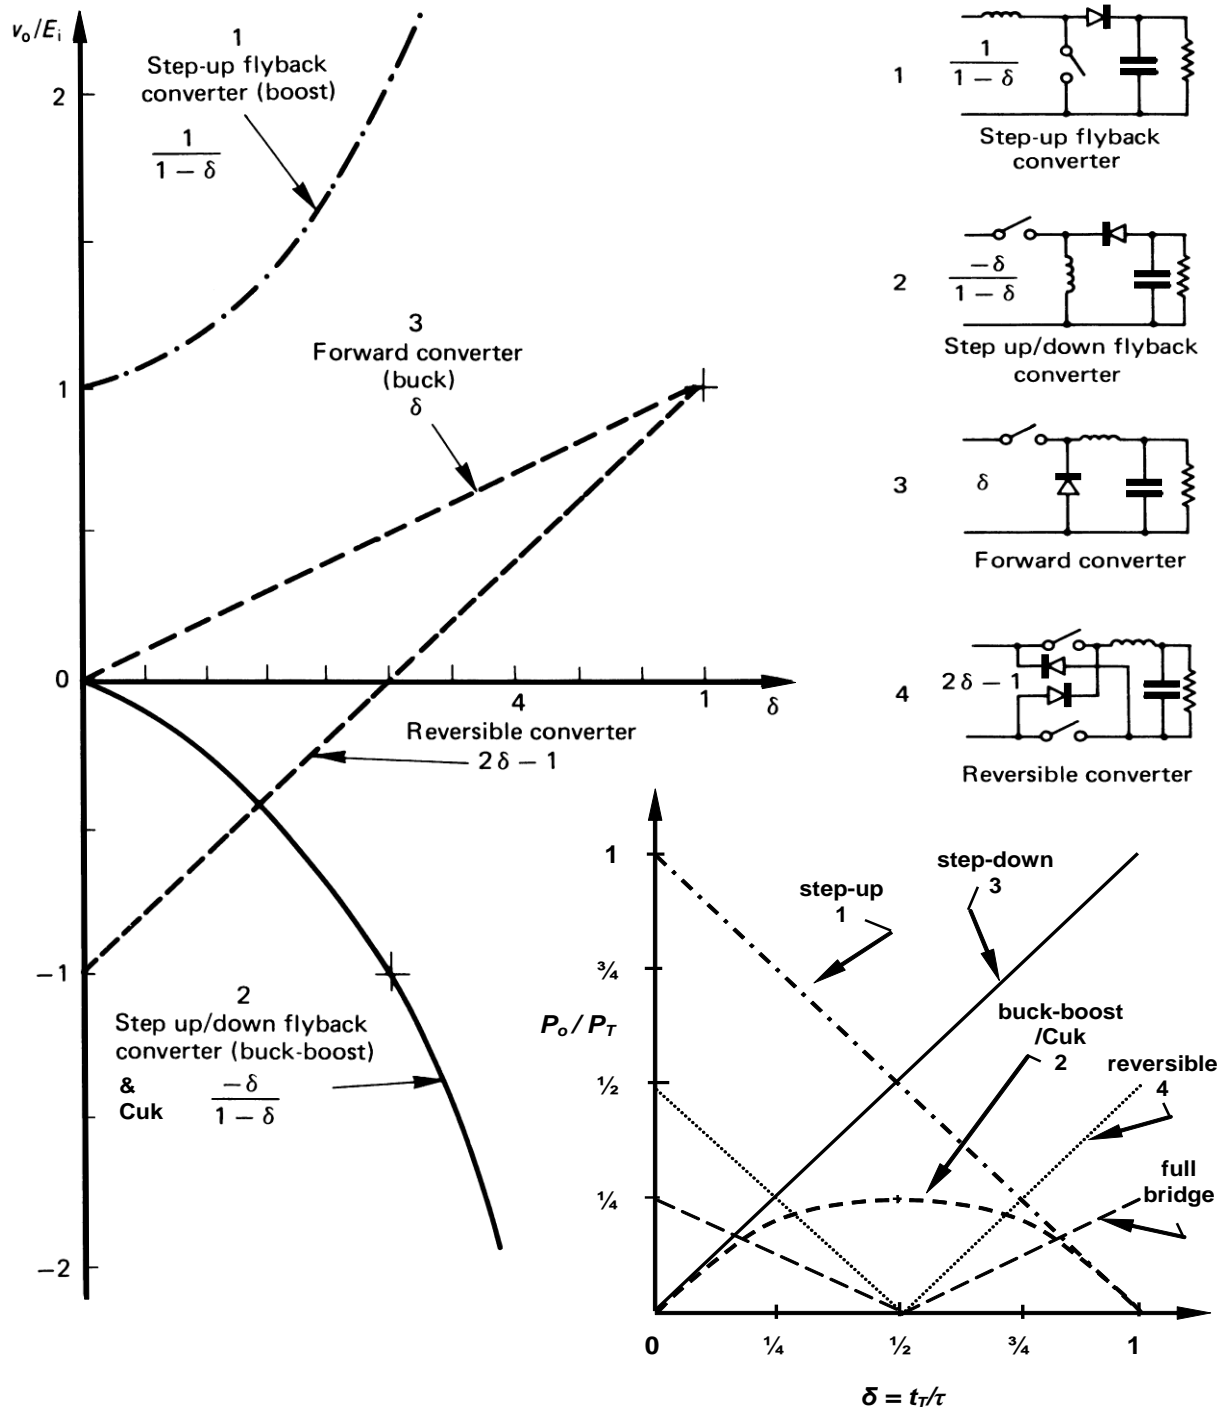 vₒ/Eᵢ
2
1
0
−1
−2
1
Step-up flyback
converter (boost)
1
1 − δ
3
Forward converter
(buck)
δ
4
1
δ
Reversible converter
2δ − 1
2
Step up/down flyback
converter (buck-boost)
& −δ
Cuk 1 − δ
1
1
1 − δ
Step-up flyback
converter
2
−δ
1 − δ
Step up/down flyback
converter
3
δ
Forward converter
4
2δ − 1
Reversible converter
1
¾
Pₒ / P_T
½
¼
step-up
1
step-down
3
buck-boost
/Cuk
2
reversible
4
full
bridge
0 ¼ ½ ¾ 1
δ = t_T/τ